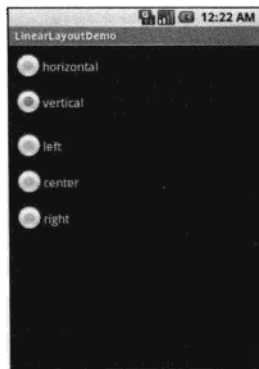 12:22 AM
LinearLayoutDemo
horizontal
vertical
left
center
right